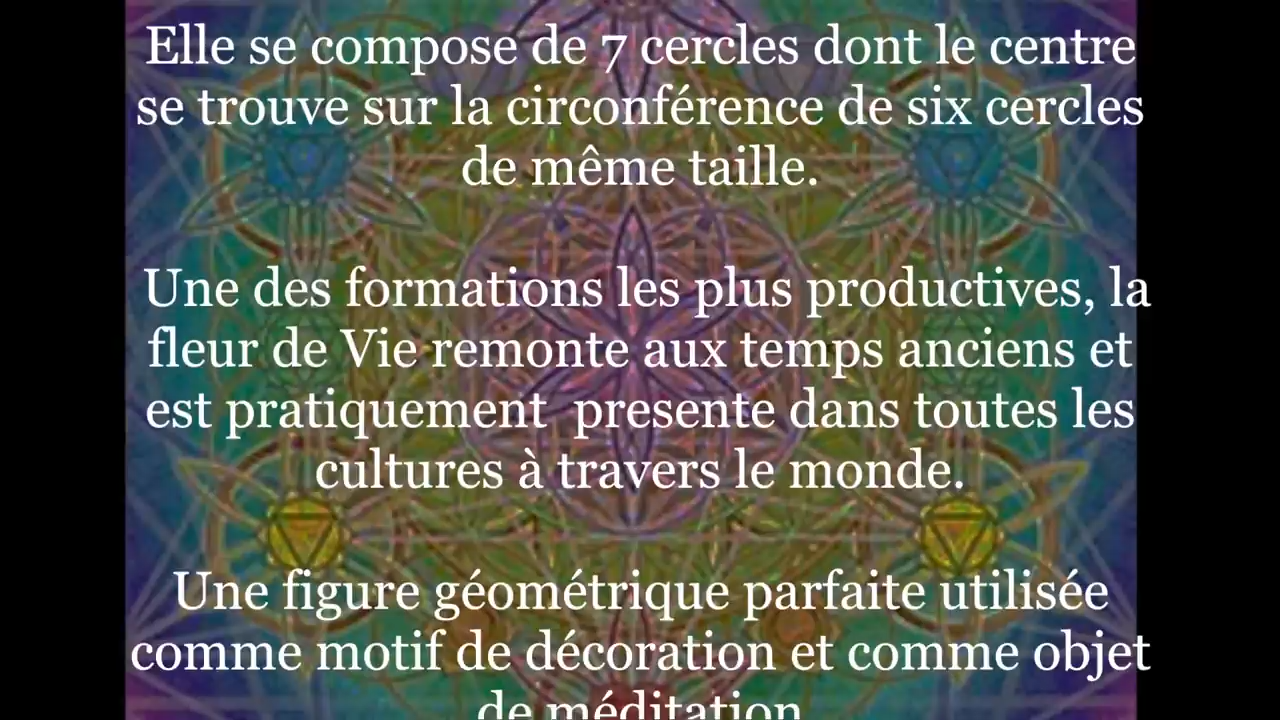 Elle se compose de 7 cercles dont le centre
se trouve sur la circonférence de six cercles
de même taille.
Une des formations les plus productives, la
fleur de Vie remonte aux temps anciens et
est pratiquement  presente dans toutes les
cultures à travers le monde.
Une figure géométrique parfaite utilisée
comme motif de décoration et comme objet
de méditation